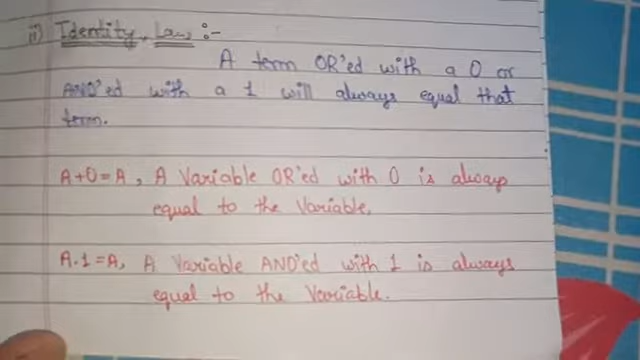 ii) Identity Law :-
A term OR'ed with a 0 or
AND'ed with a 1 will always equal that
term.
A+0=A, A Variable OR'ed with 0 is always
equal to the Variable.
A.1=A, A Variable AND'ed with 1 is always
equal to the Variable.